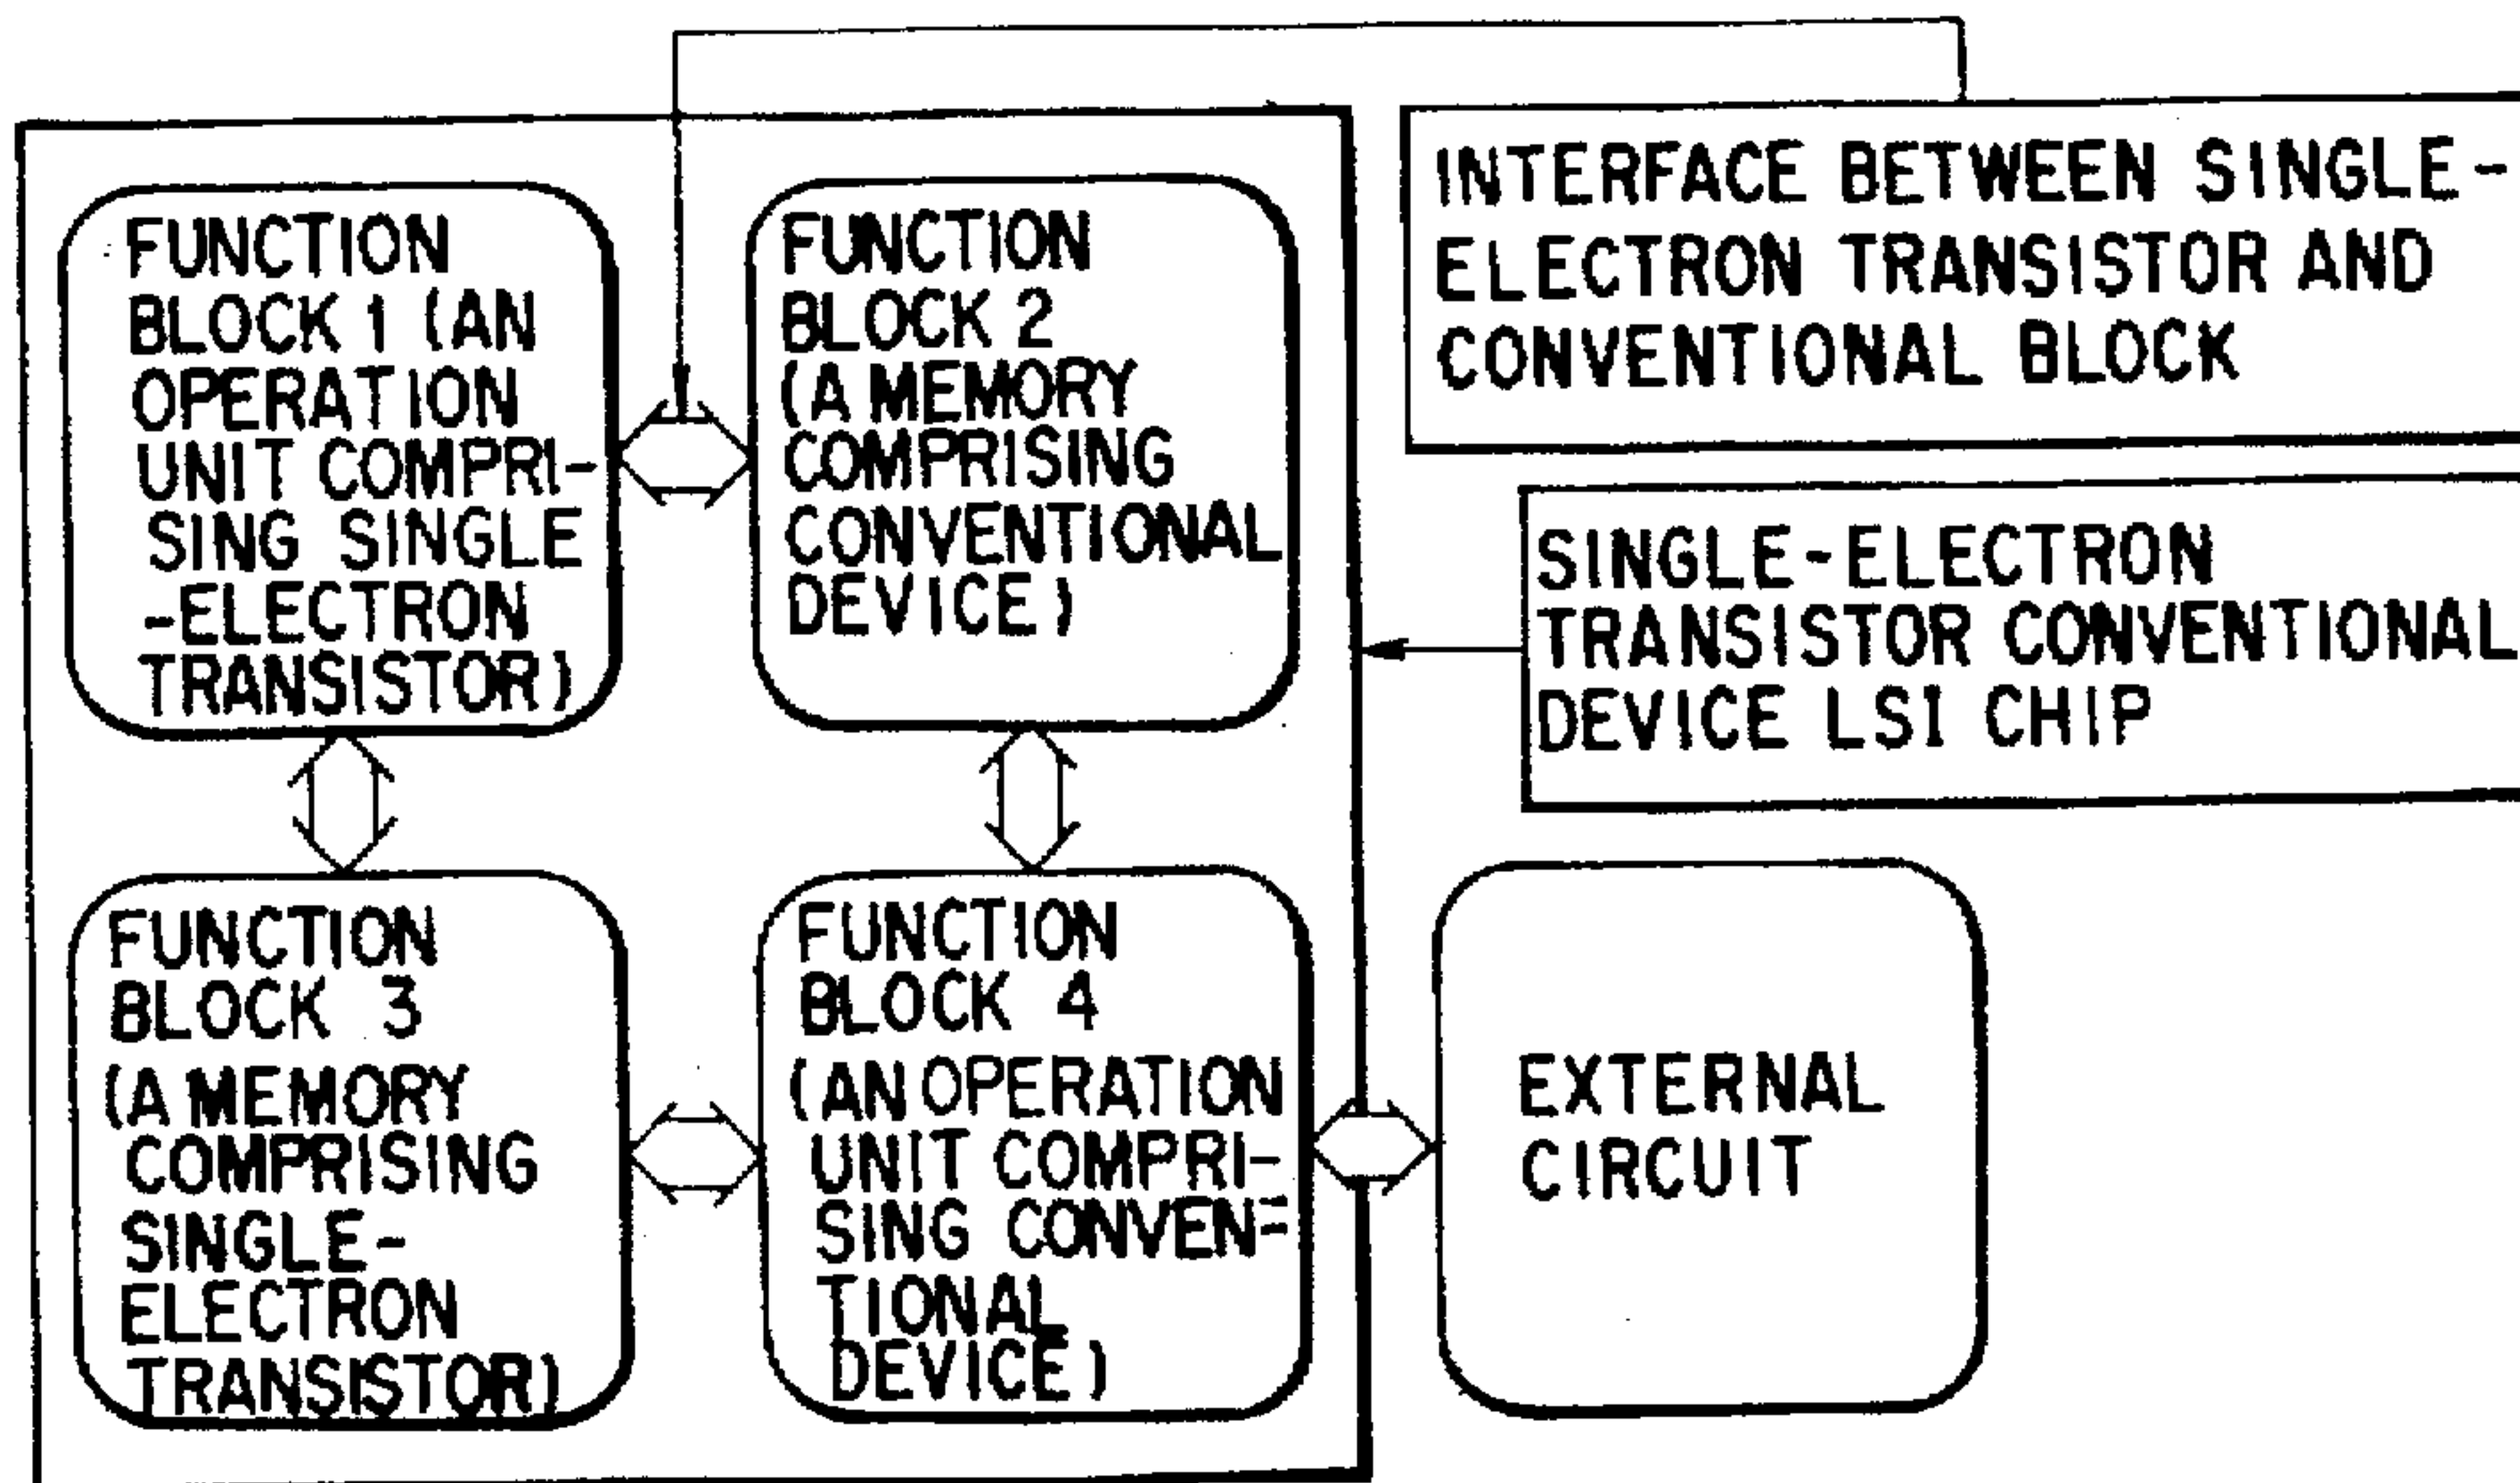 FUNCTION
BLOCK 1 (AN
OPERATION
UNIT COMPRI-
SING SINGLE
-ELECTRON
TRANSISTOR)
FUNCTION
BLOCK 2
(A MEMORY
COMPRISING
CONVENTIONAL
DEVICE)
INTERFACE BETWEEN SINGLE-
ELECTRON TRANSISTOR AND
CONVENTIONAL BLOCK
SINGLE-ELECTRON
TRANSISTOR CONVENTIONAL
DEVICE LSI CHIP
FUNCTION
BLOCK 3
(A MEMORY
COMPRISING
SINGLE-
ELECTRON
TRANSISTOR)
FUNCTION
BLOCK 4
(AN OPERATION
UNIT COMPRI-
SING CONVEN-
TIONAL
DEVICE)
EXTERNAL
CIRCUIT